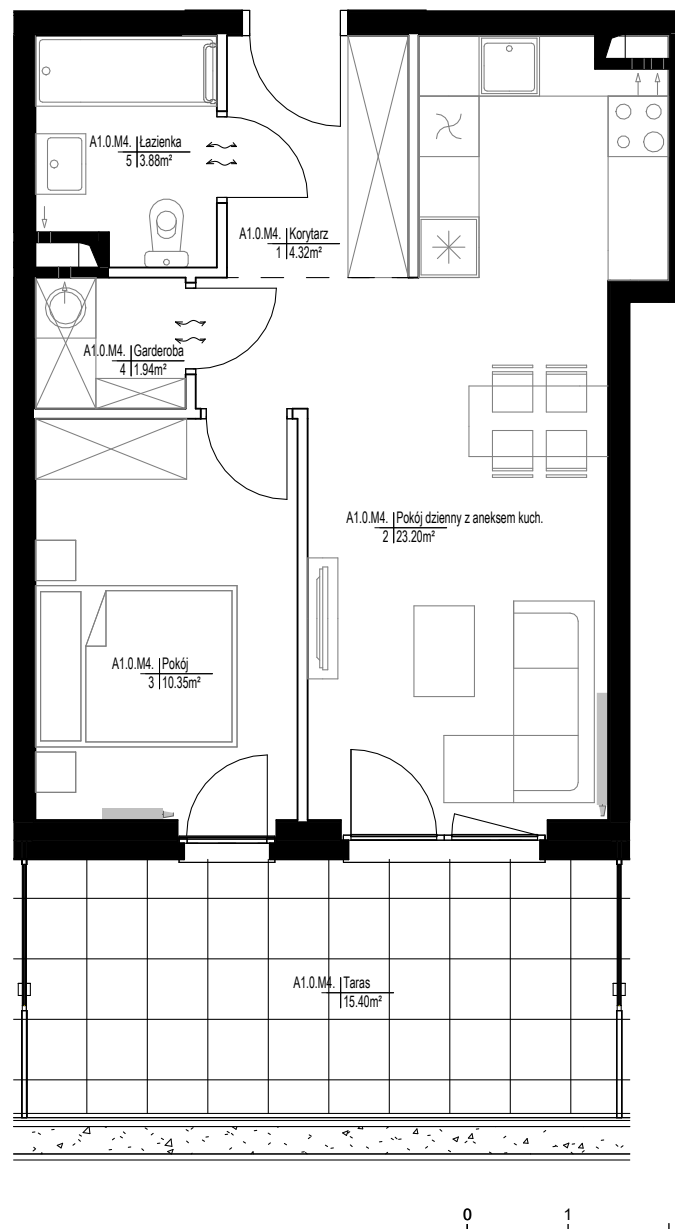 A1.0.M4. Łazienka
5 3.88m²
A1.0.M4. Korytarz
1 4.32m²
A1.0.M4. Garderoba
4 1.94m²
A1.0.M4. Pokój dzienny z aneksem kuch.
2 23.20m²
A1.0.M4. Pokój
3 10.35m²
A1.0.M4. Taras
15.40m²
0 1